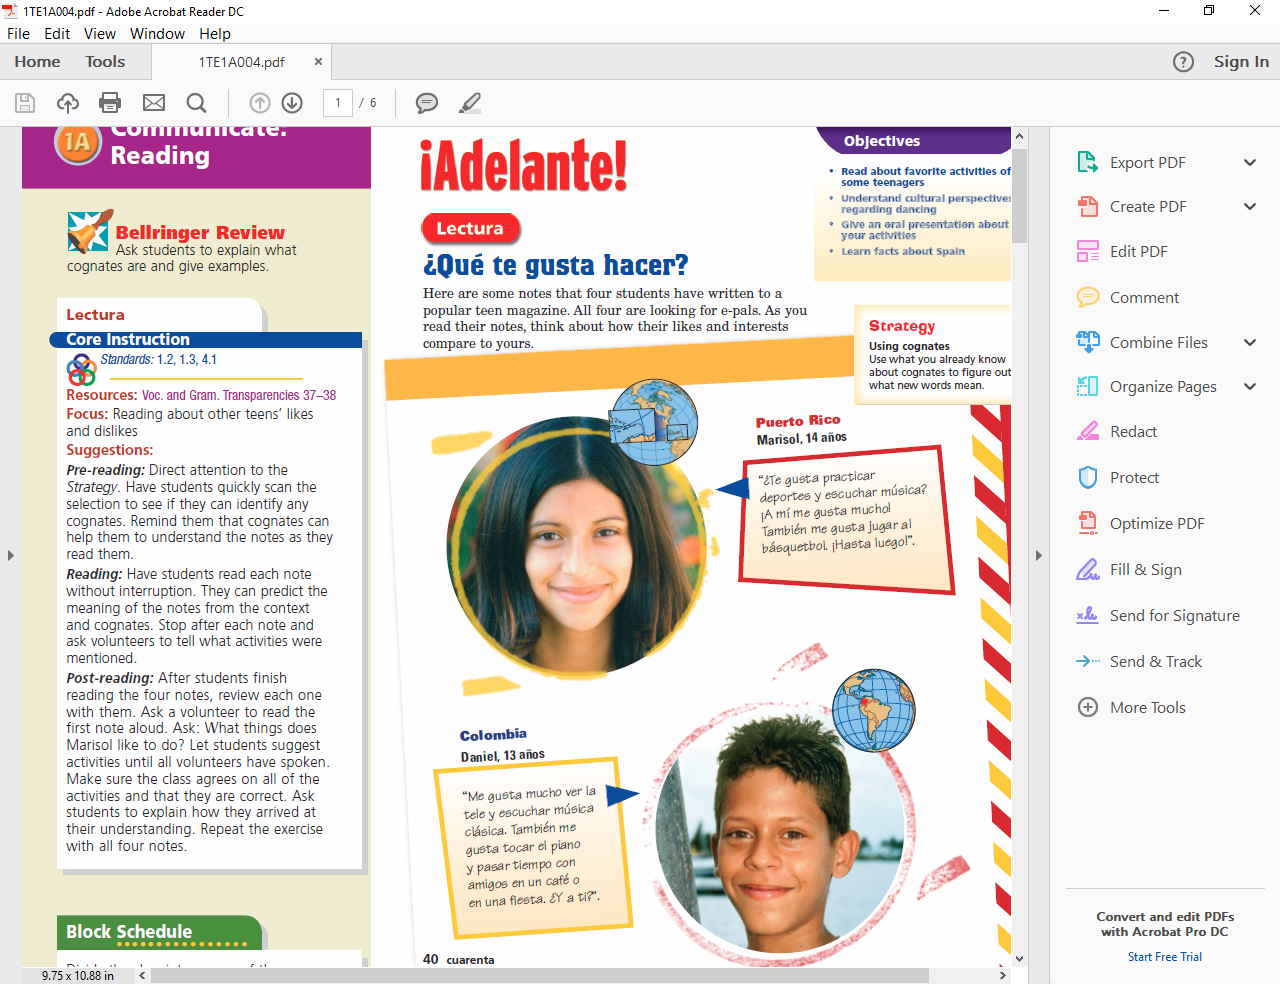 1TE1A004.pdf - Adobe Acrobat Reader DC
File Edit View Window Help
Home Tools 1TE1A004.pdf × ? Sign In
1 / 6
1A Communicate:
Reading
Bellringer Review
Ask students to explain what
cognates are and give examples.
Lectura
Core Instruction
Standards: 1.2, 1.3, 4.1
Resources: Voc. and Gram. Transparencies 37–38
Focus: Reading about other teens' likes
and dislikes
Suggestions:
Pre-reading: Direct attention to the
Strategy. Have students quickly scan the
selection to see if they can identify any
cognates. Remind them that cognates can
help them to understand the notes as they
read them.
Reading: Have students read each note
without interruption. They can predict the
meaning of the notes from the context
and cognates. Stop after each note and
ask volunteers to tell what activities were
mentioned.
Post-reading: After students finish
reading the four notes, review each one
with them. Ask a volunteer to read the
first note aloud. Ask: What things does
Marisol like to do? Let students suggest
activities until all volunteers have spoken.
Make sure the class agrees on all of the
activities and that they are correct. Ask
students to explain how they arrived at
their understanding. Repeat the exercise
with all four notes.
Block Schedule
¡Adelante!
Lectura
¿Qué te gusta hacer?
Here are some notes that four students have written to a
popular teen magazine. All four are looking for e-pals. As you
read their notes, think about how their likes and interests
compare to yours.
Objectives
• Read about favorite activities of
some teenagers
• Understand cultural perspectives
regarding dancing
• Give an oral presentation about
your activities
• Learn facts about Spain
Strategy
Using cognates
Use what you already know
about cognates to figure out
what new words mean.
Puerto Rico
Marisol, 14 años
"¿Te gusta practicar
deportes y escuchar música?
¡A mí me gusta mucho!
También me gusta jugar al
básquetbol. ¡Hasta luego!".
Colombia
Daniel, 13 años
"Me gusta mucho ver la
tele y escuchar música
clásica. También me
gusta tocar el piano
y pasar tiempo con
amigos en un café o
en una fiesta. ¿Y a ti?".
40 cuarenta
9.75 x 10.88 in
Export PDF
Create PDF
Edit PDF
Comment
Combine Files
Organize Pages
Redact
Protect
Optimize PDF
Fill & Sign
Send for Signature
Send & Track
More Tools
Convert and edit PDFs
with Acrobat Pro DC
Start Free Trial